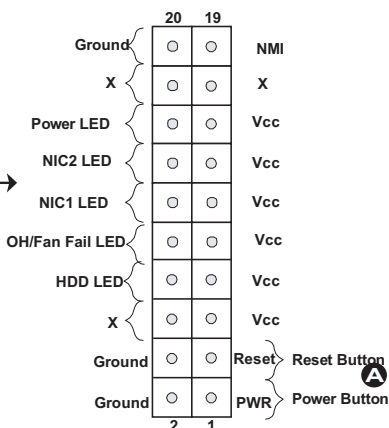 20 19
Ground NMI
X X
Power LED Vcc
NIC2 LED Vcc
NIC1 LED Vcc
OH/Fan Fail LED Vcc
HDD LED Vcc
X Vcc
Ground Reset Reset Button
A
Ground PWR Power Button
2 1